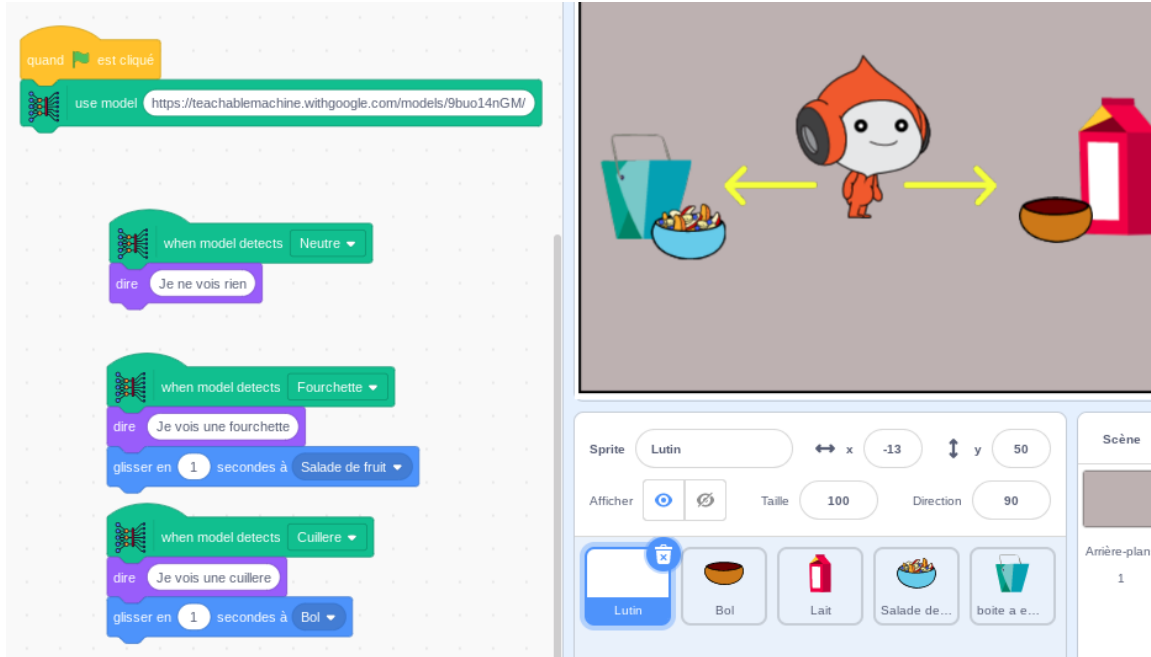 quand est cliqué
use model https://teachablemachine.withgoogle.com/models/9buo14nGM/
when model detects Neutre
dire Je ne vois rien
when model detects Fourchette
dire Je vois une fourchette
glisser en 1 secondes à Salade de fruit
when model detects Cuillere
dire Je vois une cuillere
glisser en 1 secondes à Bol
Sprite Lutin x -13 y 50
Afficher Taille 100 Direction 90
Lutin Bol Lait Salade de... boite a e...
Scène
Arrière-plan
1